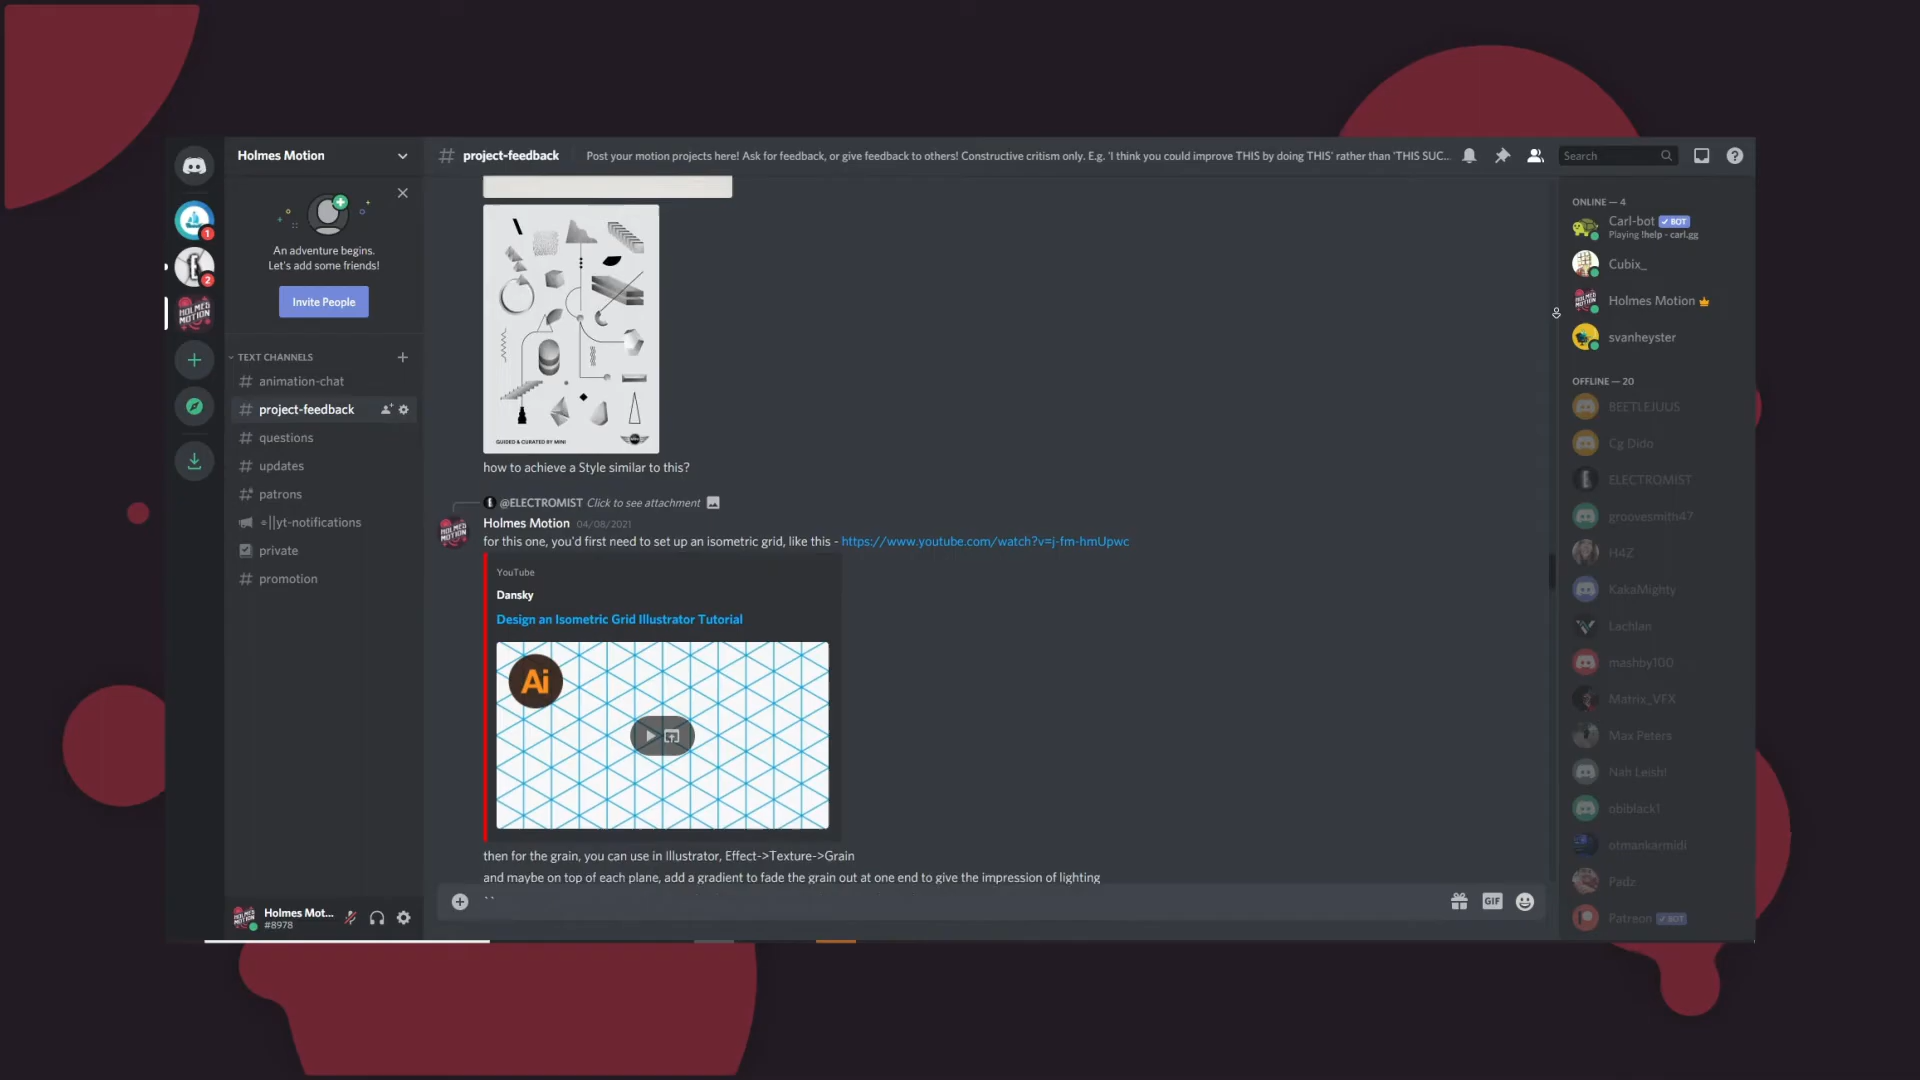 Holmes Motion
# project-feedback
Post your motion projects here! Ask for feedback, or give feedback to others! Constructive critism only. E.g. 'I think you could improve THIS by doing THIS' rather than 'THIS SUC...
Search
1
2
HOLMES
MOTION
An adventure begins.
Let's add some friends!
Invite People
TEXT CHANNELS
# animation-chat
# project-feedback
# questions
# updates
# patrons
yt-notifications
private
# promotion
Holmes Mot...
#8978
GUIDED & CURATED BY MINI
how to achieve a Style similar to this?
@ELECTROMIST Click to see attachment
Holmes Motion 04/08/2021
for this one, you'd first need to set up an isometric grid, like this - https://www.youtube.com/watch?v=j-fm-hmUpwc
YouTube
Dansky
Design an Isometric Grid Illustrator Tutorial
Ai
then for the grain, you can use in Illustrator, Effect->Texture->Grain
and maybe on top of each plane, add a gradient to fade the grain out at one end to give the impression of lighting
``
GIF
ONLINE — 4
Carl-bot BOT
Playing !help - carl.gg
Cubix_
Holmes Motion
svanheyster
OFFLINE — 20
BEETLEJUUS
Cg Dido
ELECTROMIST
groovesmith47
H4Z
KakaMighty
Lachlan
mashby100
Matrix_VFX
Max Peters
Nah Leish!
obiblack1
otmankarmidi
Padz
Patreon BOT